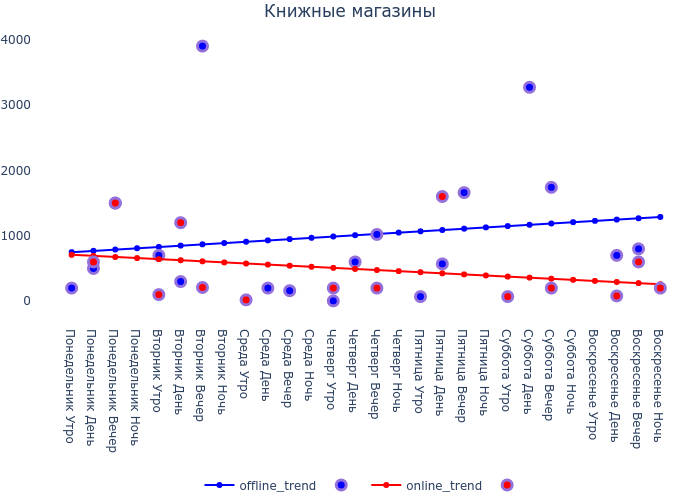 Книжные магазины
4000
3000
2000
1000
0
Понедельник Утро
Понедельник День
Понедельник Вечер
Понедельник Ночь
Вторник Утро
Вторник День
Вторник Вечер
Вторник Ночь
Среда Утро
Среда День
Среда Вечер
Среда Ночь
Четверг Утро
Четверг День
Четверг Вечер
Четверг Ночь
Пятница Утро
Пятница День
Пятница Вечер
Пятница Ночь
Суббота Утро
Суббота День
Суббота Вечер
Суббота Ночь
Воскресенье Утро
Воскресенье День
Воскресенье Вечер
Воскресенье Ночь
offline_trend online_trend